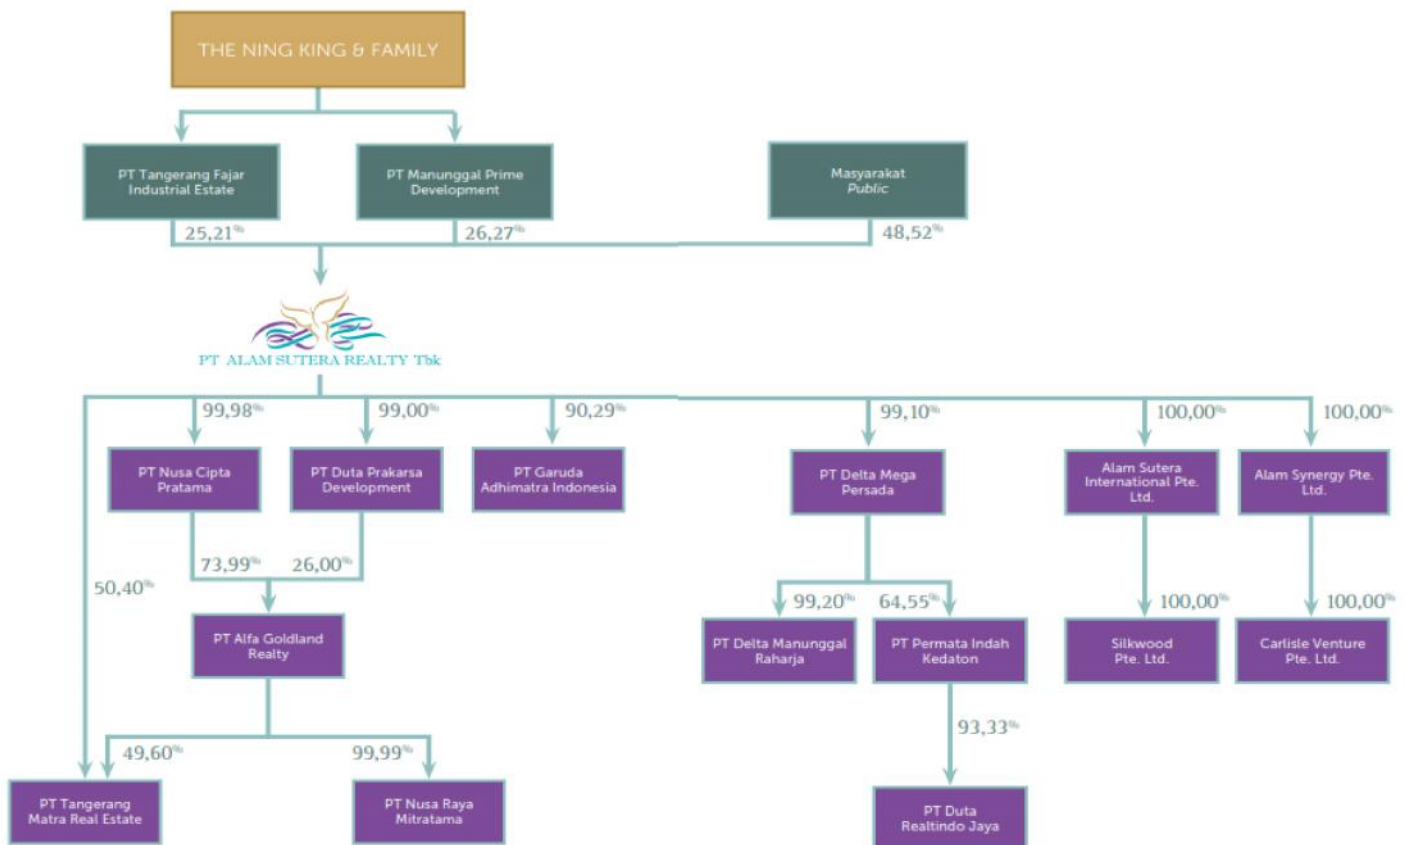 THE NING KING & FAMILY
PT Tangerang Fajar
Industrial Estate
PT Manunggal Prime
Development
Masyarakat
Public
25,21%
26,27%
48,52%
PT ALAM SUTERA REALTY Tbk
99,98%
99,00%
90,29%
99,10%
100,00%
100,00%
PT Nusa Cipta
Pratama
PT Duta Prakarsa
Development
PT Garuda
Adhimatra Indonesia
PT Delta Mega
Persada
Alam Sutera
International Pte.
Ltd.
Alam Synergy Pte.
Ltd.
73,99%
26,00%
50,40%
99,20%
64,55%
100,00%
100,00%
PT Alfa Goldland
Realty
PT Delta Manunggal
Raharja
PT Permata Indah
Kedaton
Silkwood
Pte. Ltd.
Carlisle Venture
Pte. Ltd.
49,60%
99,99%
93,33%
PT Tangerang
Matra Real Estate
PT Nusa Raya
Mitratama
PT Duta
Realtindo Jaya